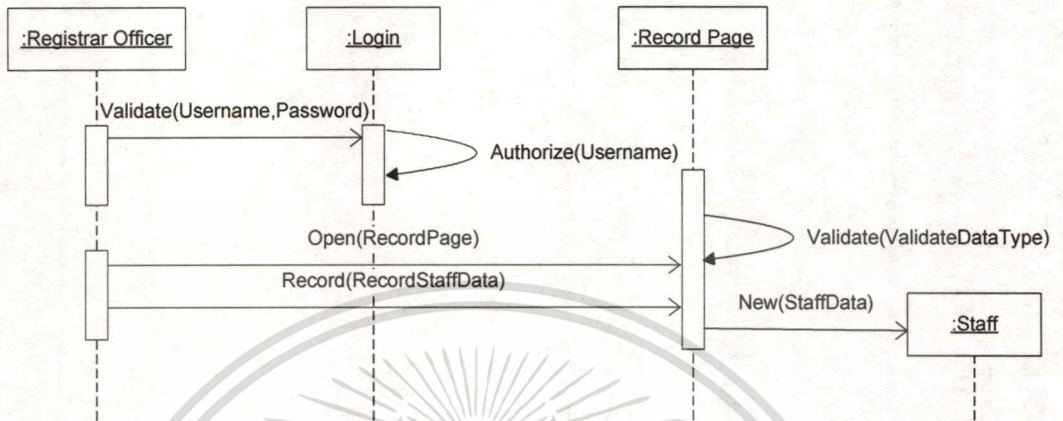 :Registrar Officer
:Login
:Record Page
Validate(Username,Password)
Authorize(Username)
Open(RecordPage)
Validate(ValidateDataType)
Record(RecordStaffData)
New(StaffData)
:Staff